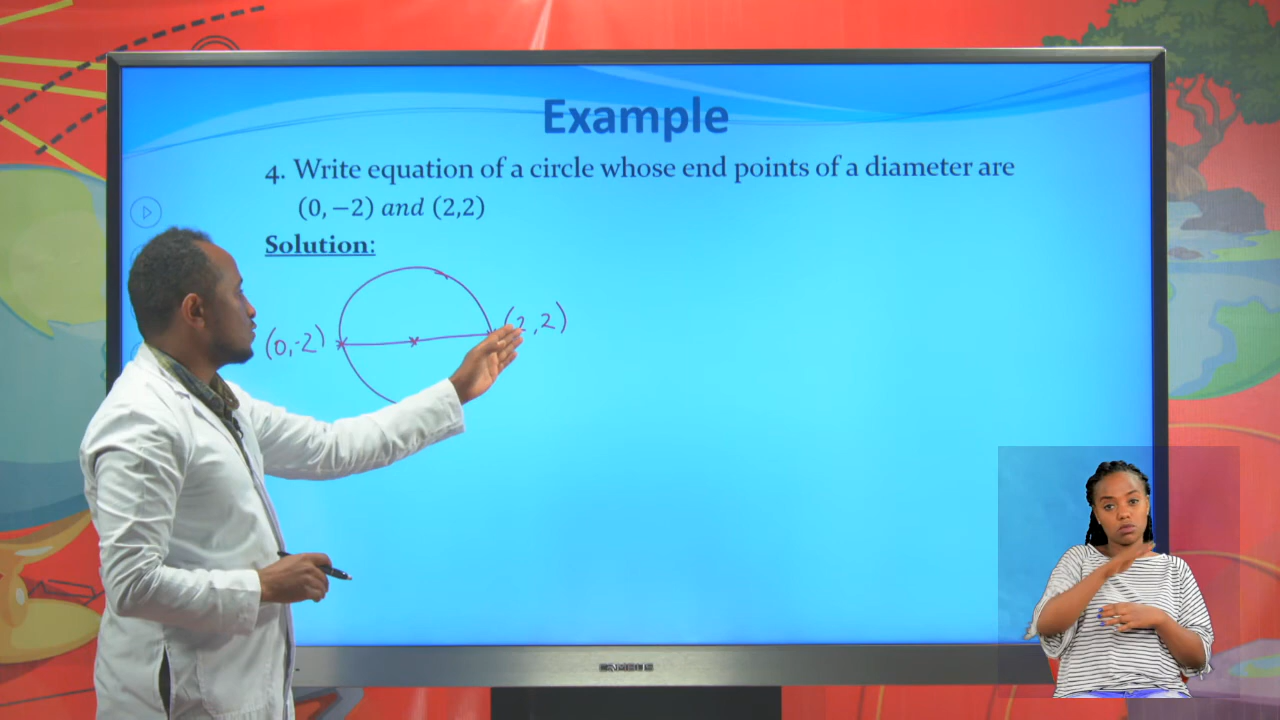 Example
4. Write equation of a circle whose end points of a diameter are
(0, −2) and (2,2)
Solution:
(0,-2)
(2,2)